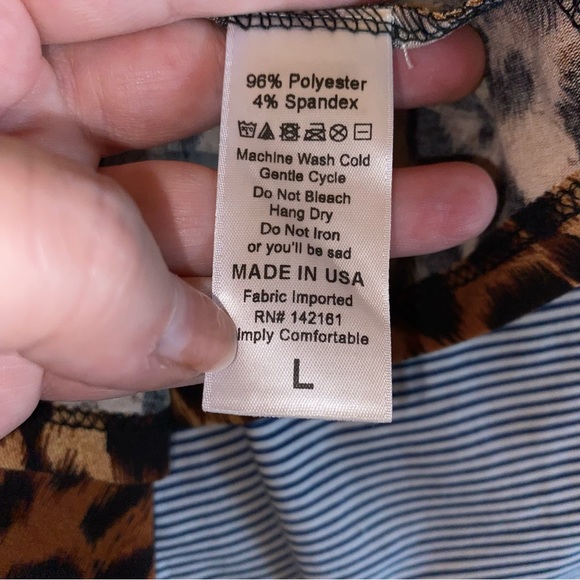 96% Polyester
4% Spandex
Machine Wash Cold
Gentle Cycle
Do Not Bleach
Hang Dry
Do Not Iron
or you'll be sad
MADE IN USA
Fabric Imported
RN# 142161
imply Comfortable
L